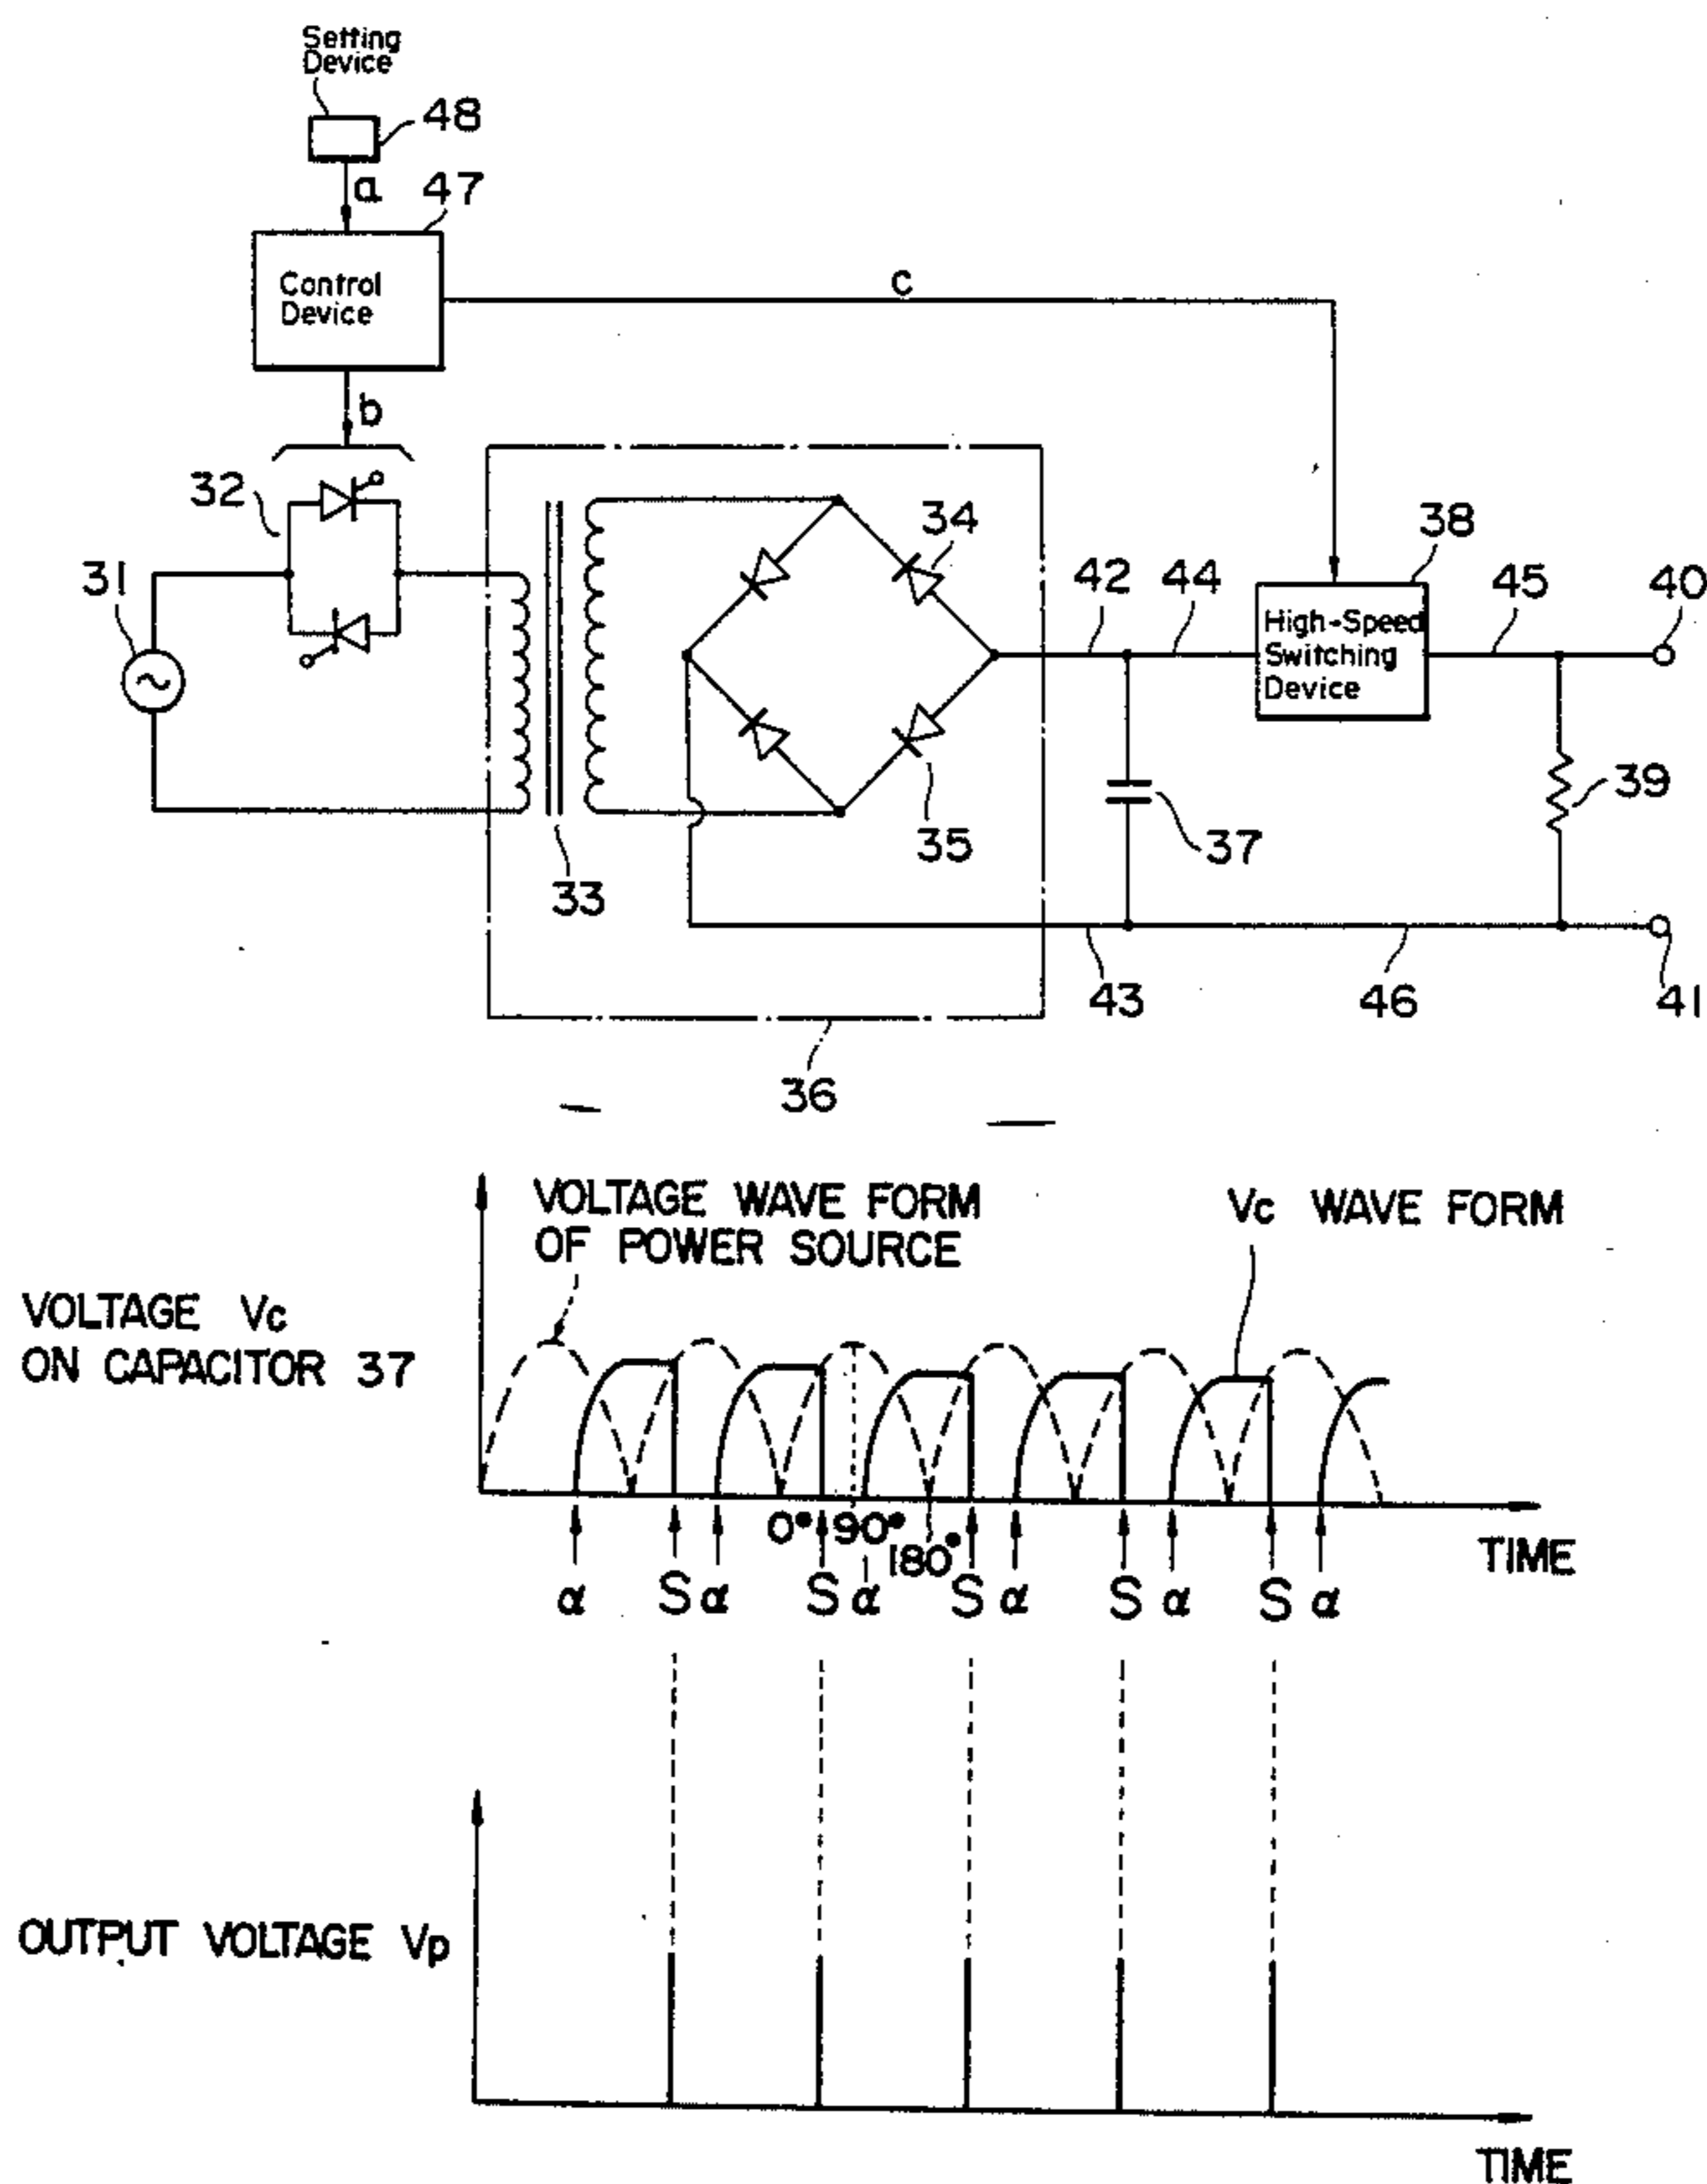 Setting
Device
48
a
47
Control
Device
c
b
32
34
38
31
42
44
45
40
High-Speed
Switching
Device
39
35
37
33
43
46
41
36
VOLTAGE WAVE FORM
OF POWER SOURCE
Vc WAVE FORM
VOLTAGE Vc
ON CAPACITOR 37
0° 90° 180°
TIME
α S α S α S α S α S α
OUTPUT VOLTAGE Vp
TIME